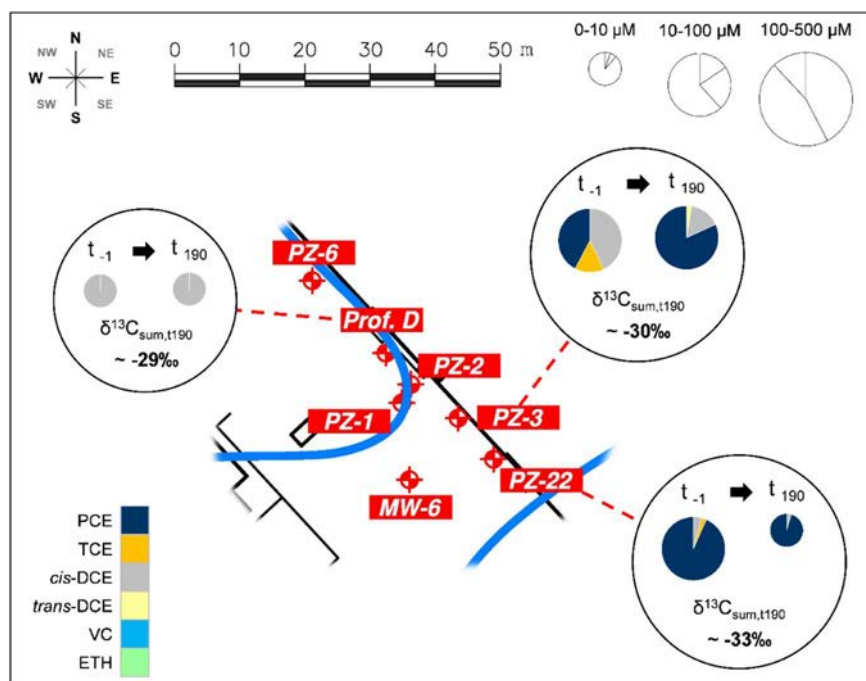 N
NW NE
W E
SW SE
S
0 10 20 30 40 50 m
0-10 µM
10-100 µM
100-500 µM
t-1 t190
δ13Csum,t190
~ -29‰
t-1 t190
δ13Csum,t190
~ -30‰
PZ-6
Prof. D
PZ-2
PZ-1
PZ-3
PZ-22
MW-6
t-1 t190
δ13Csum,t190
~ -33‰
PCE
TCE
cis-DCE
trans-DCE
VC
ETH